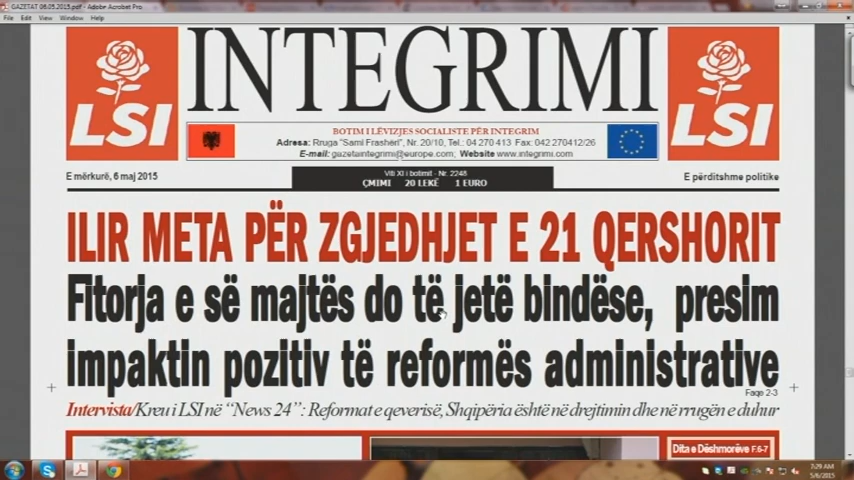 GAZETAT 06.05.2015.pdf - Adobe Acrobat Pro
File Edit View Window Help
LSI
INTEGRIMI
LSI
BOTIM I LËVIZJES SOCIALISTE PËR INTEGRIM
Adresa: Rruga "Sami Frashëri", Nr. 20/10, Tel.: 04 270 413 Fax: 042 270412/26
E-mail: gazetaintegrimi@europe.com; Website www.integrimi.com
E mërkurë, 6 maj 2015
Viti XI i botimit - Nr. 2248
ÇMIMI 20 LEKË 1 EURO
E përditshme politike
ILIR META PËR ZGJEDHJET E 21 QERSHORIT
Fitorja e së majtës do të jetë bindëse, presim
impaktin pozitiv të reformës administrative
Faqe 2-3
Intervista/Kreu i LSI në "News 24": Reformat e qeverisë, Shqipëria është në drejtimin dhe në rrugën e duhur
Dita e Dëshmorëve F.6-7
7:29 AM
5/6/2015